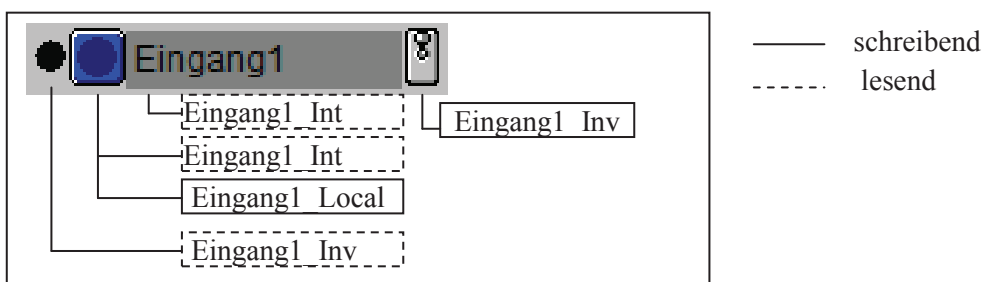 Eingang1
Eingang1_Int
Eingang1_Int
Eingang1_Local
Eingang1_Inv
Eingang1_Inv
schreibend
lesend